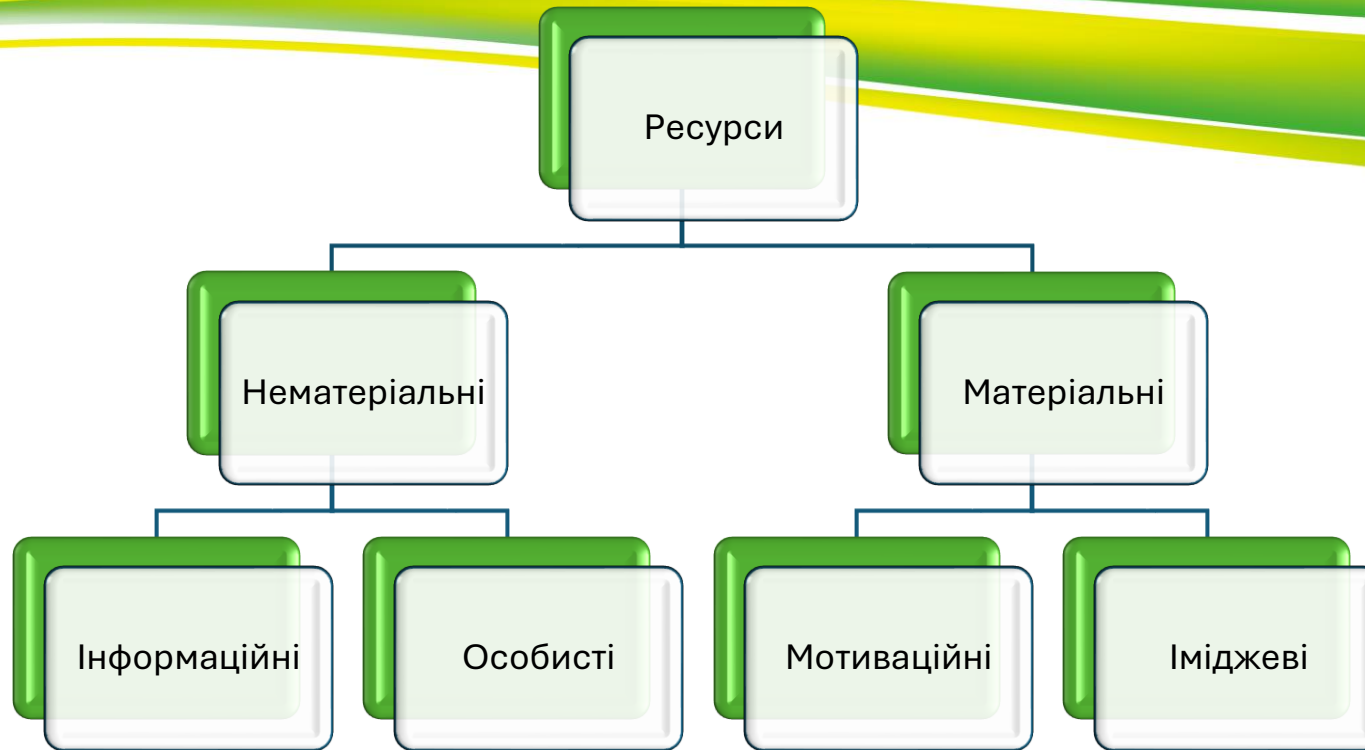 Ресурси
Нематеріальні
Матеріальні
Інформаційні
Особисті
Мотиваційні
Іміджеві